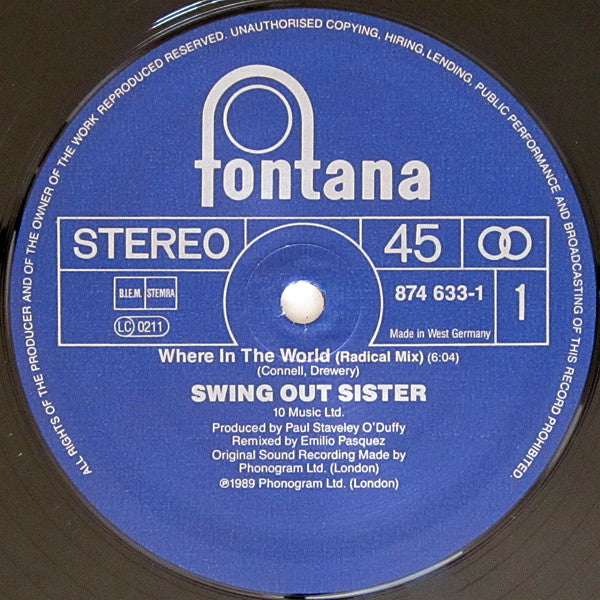 ALL RIGHTS OF THE PRODUCER AND OF THE OWNER OF THE WORK REPRODUCED RESERVED. UNAUTHORISED COPYING, HIRING, LENDING, PUBLIC PERFORMANCE AND BROADCASTING OF THIS RECORD PROHIBITED.
fontana
STEREO
45
B.I.E.M. STEMRA
874 633-1
1
LC 0211
Made in West Germany
Where In The World (Radical Mix) (6:04)
(Connell, Drewery)
SWING OUT SISTER
10 Music Ltd.
Produced by Paul Staveley O'Duffy
Remixed by Emilio Pasquez
Original Sound Recording Made by
Phonogram Ltd. (London)
℗1989 Phonogram Ltd. (London)